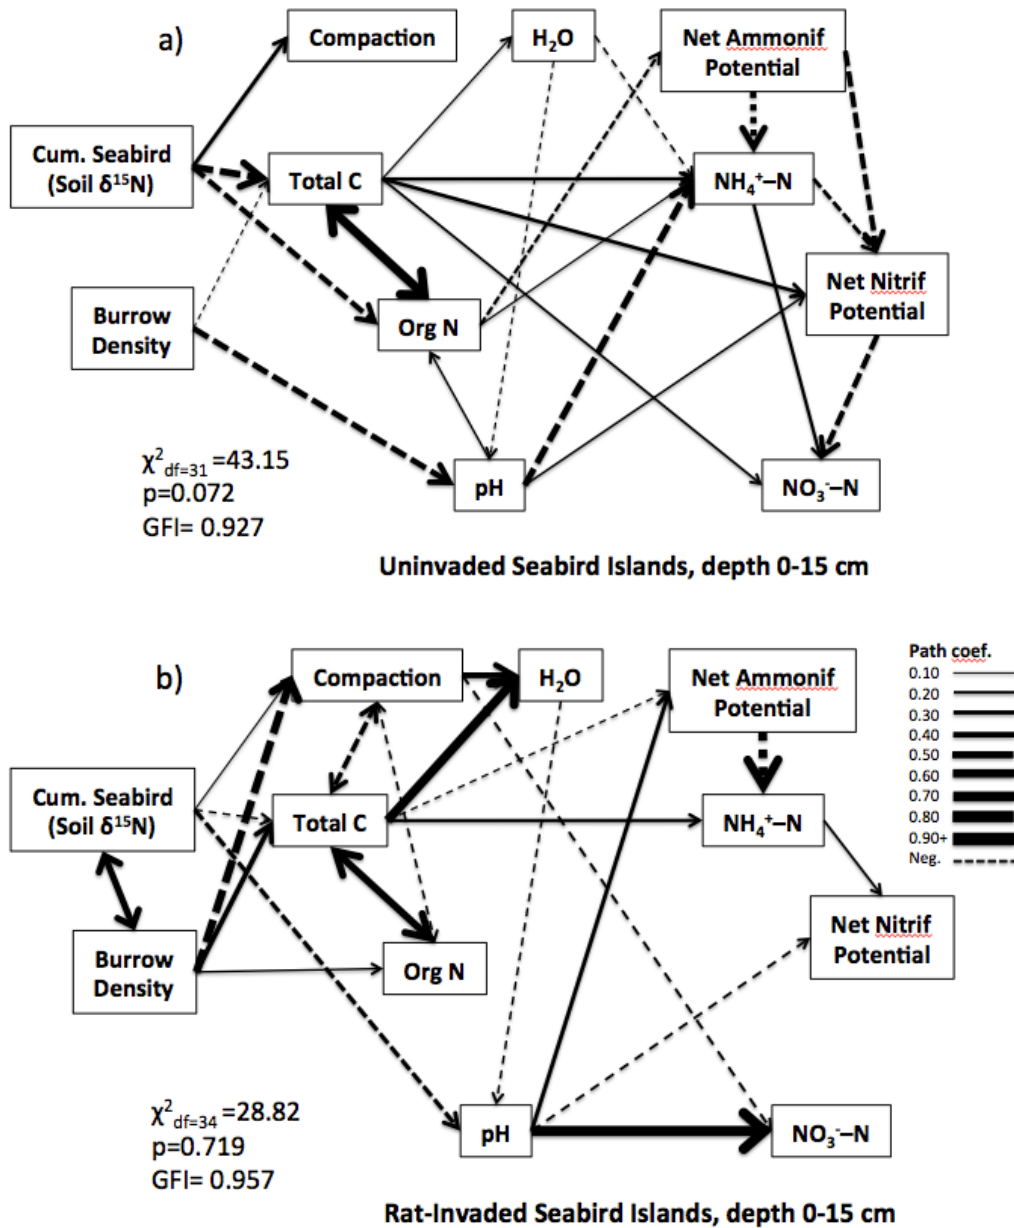 a)
Compaction
H₂O
Net Ammonif
Potential
Cum. Seabird
(Soil δ¹⁵N)
Total C
NH₄⁺–N
Burrow
Density
Org N
Net Nitrif
Potential
χ²df=31 =43.15
p=0.072
GFI= 0.927
pH
NO₃⁻–N
Uninvaded Seabird Islands, depth 0-15 cm
b)
Compaction
H₂O
Net Ammonif
Potential
Path coef.
0.10
0.20
0.30
0.40
0.50
0.60
0.70
0.80
0.90+
Neg.
Cum. Seabird
(Soil δ¹⁵N)
Total C
NH₄⁺–N
Burrow
Density
Org N
Net Nitrif
Potential
χ²df=34 =28.82
p=0.719
GFI= 0.957
pH
NO₃⁻–N
Rat-Invaded Seabird Islands, depth 0-15 cm